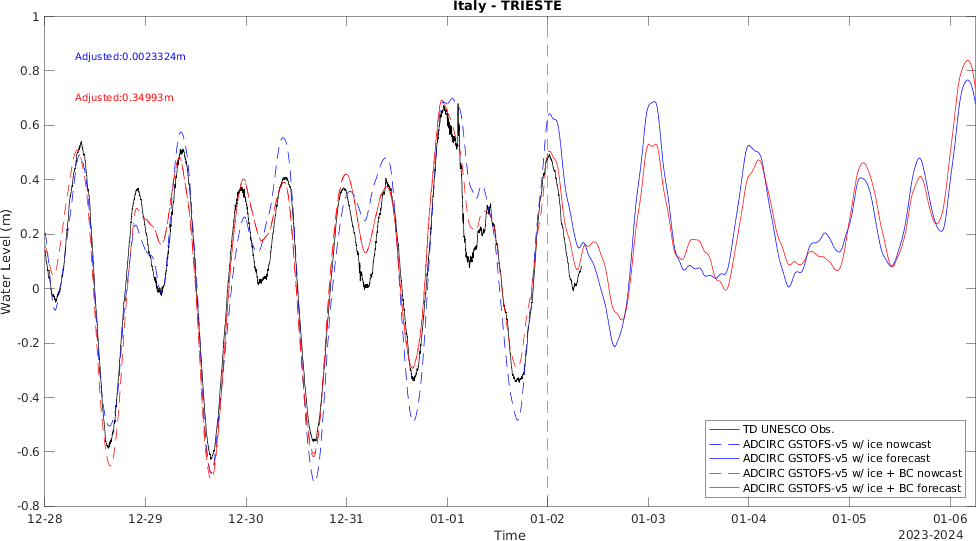 Italy - TRIESTE
1
0.8
0.6
0.4
0.2
0
-0.2
-0.4
-0.6
-0.8
Water Level (m)
Adjusted:0.0023324m
Adjusted:0.34993m
TD UNESCO Obs.
ADCIRC GSTOFS-v5 w/ ice nowcast
ADCIRC GSTOFS-v5 w/ ice forecast
ADCIRC GSTOFS-v5 w/ ice + BC nowcast
ADCIRC GSTOFS-v5 w/ ice + BC forecast
12-28 12-29 12-30 12-31 01-01 01-02 01-03 01-04 01-05 01-06
Time
2023-2024